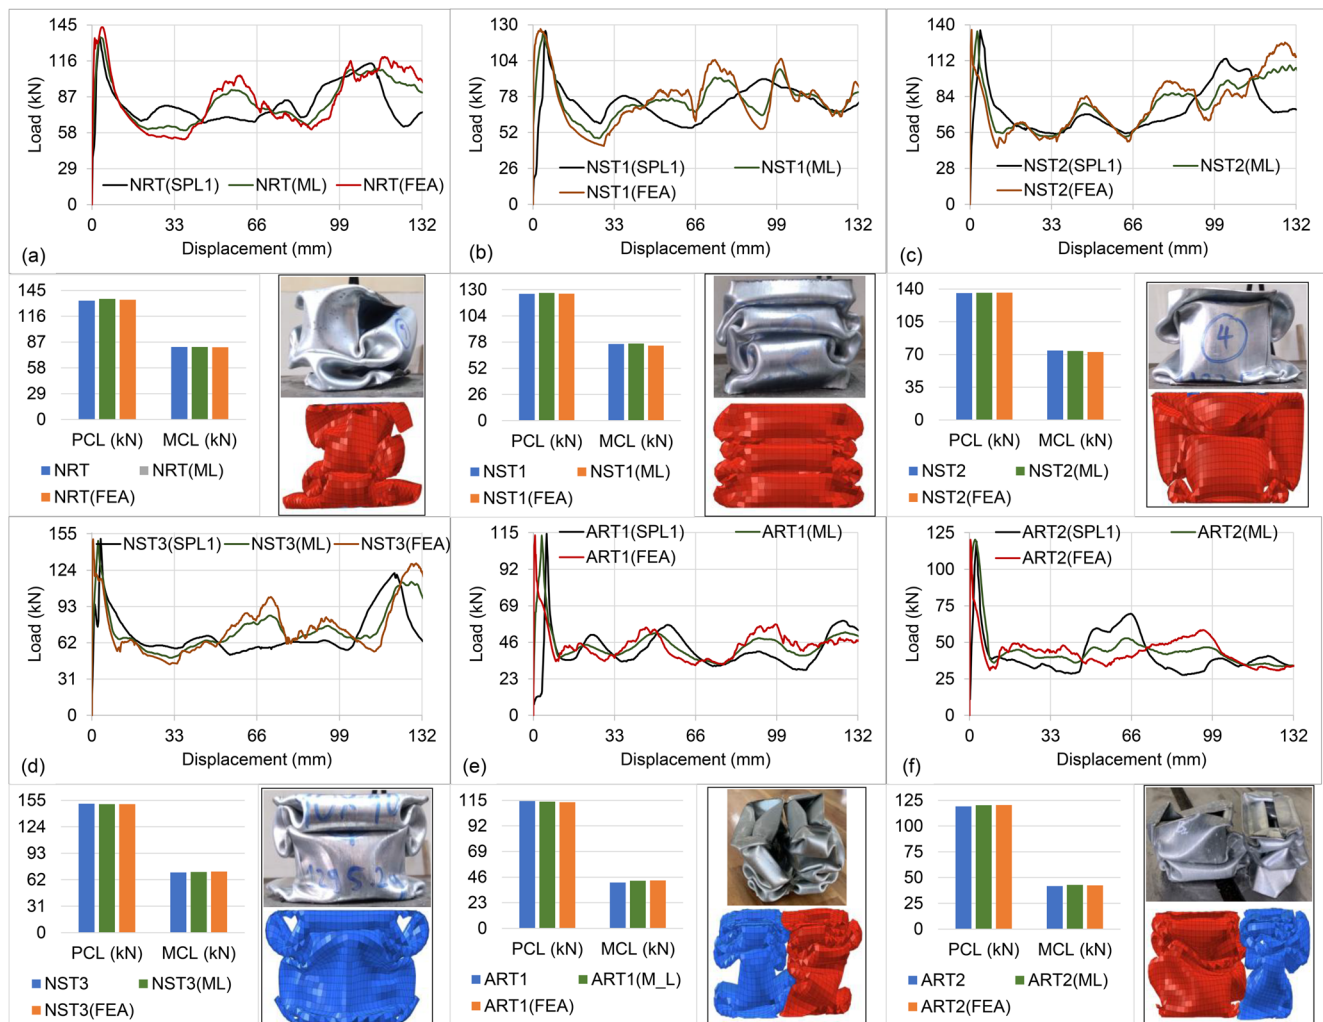 145
116
87
58
29
0
Load (kN)
NRT(SPL1) NRT(ML) NRT(FEA)
0 33 66 99 132
Displacement (mm)
(a)
130
104
78
52
26
0
Load (kN)
NST1(SPL1) NST1(ML)
NST1(FEA)
0 33 66 99 132
Displacement (mm)
(b)
140
112
84
56
28
0
Load (kN)
NST2(SPL1) NST2(ML)
NST2(FEA)
0 33 66 99 132
Displacement (mm)
(c)
145
116
87
58
29
0
PCL (kN) MCL (kN)
NRT NRT(ML)
NRT(FEA)
130
104
78
52
26
0
PCL (kN) MCL (kN)
NST1 NST1(ML)
NST1(FEA)
140
105
70
35
0
PCL (kN) MCL (kN)
NST2 NST2(ML)
NST2(FEA)
4
155
124
93
62
31
0
Load (kN)
NST3(SPL1) NST3(ML) NST3(FEA)
0 33 66 99 132
Displacement (mm)
(d)
115
92
69
46
23
0
Load (kN)
ART1(SPL1) ART1(ML)
ART1(FEA)
0 33 66 99 132
Displacement (mm)
(e)
125
100
75
50
25
0
Load (kN)
ART2(SPL1) ART2(ML)
ART2(FEA)
0 33 66 99 132
Displacement (mm)
(f)
155
124
93
62
31
0
PCL (kN) MCL (kN)
NST3 NST3(ML)
NST3(FEA)
115
92
69
46
23
0
PCL (kN) MCL (kN)
ART1 ART1(M_L)
ART1(FEA)
125
100
75
50
25
0
PCL (kN) MCL (kN)
ART2 ART2(ML)
ART2(FEA)